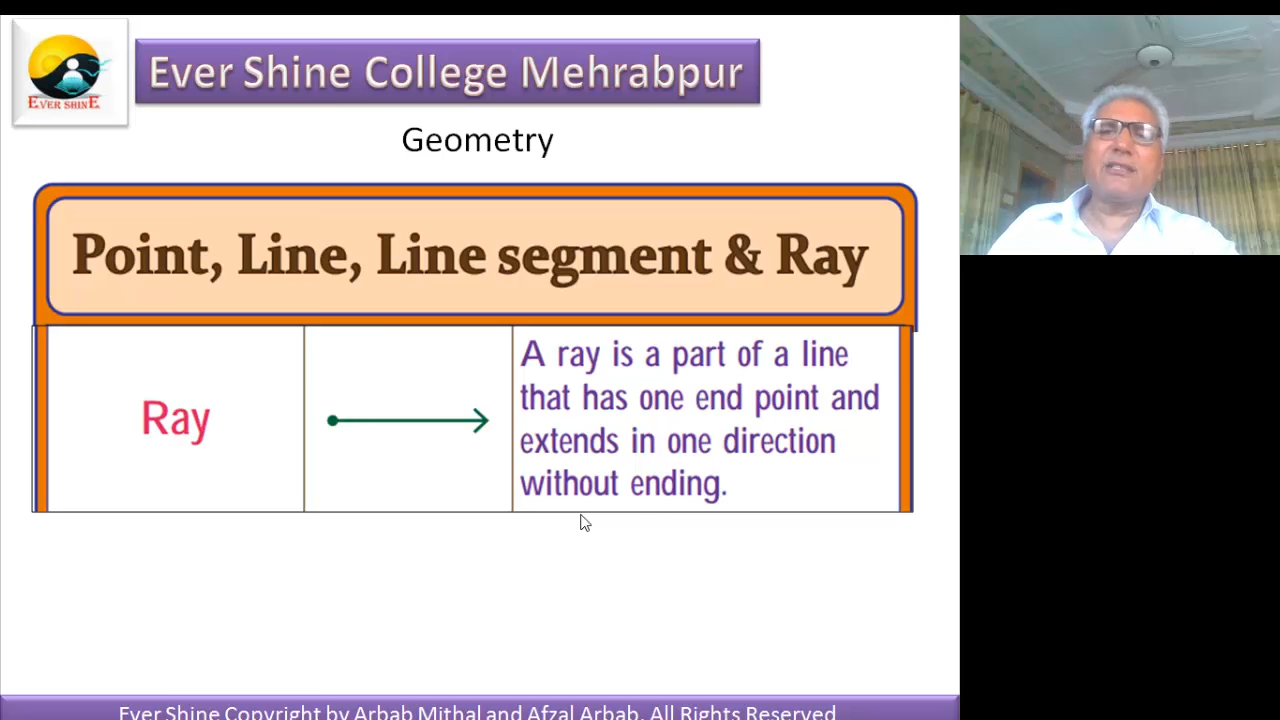 EVER SHINE
Ever Shine College Mehrabpur
Geometry
Point, Line, Line segment & Ray
Ray
A ray is a part of a line
that has one end point and
extends in one direction
without ending.
Ever Shine Copyright by Arbab Mithal and Afzal Arbab. All Rights Reserved